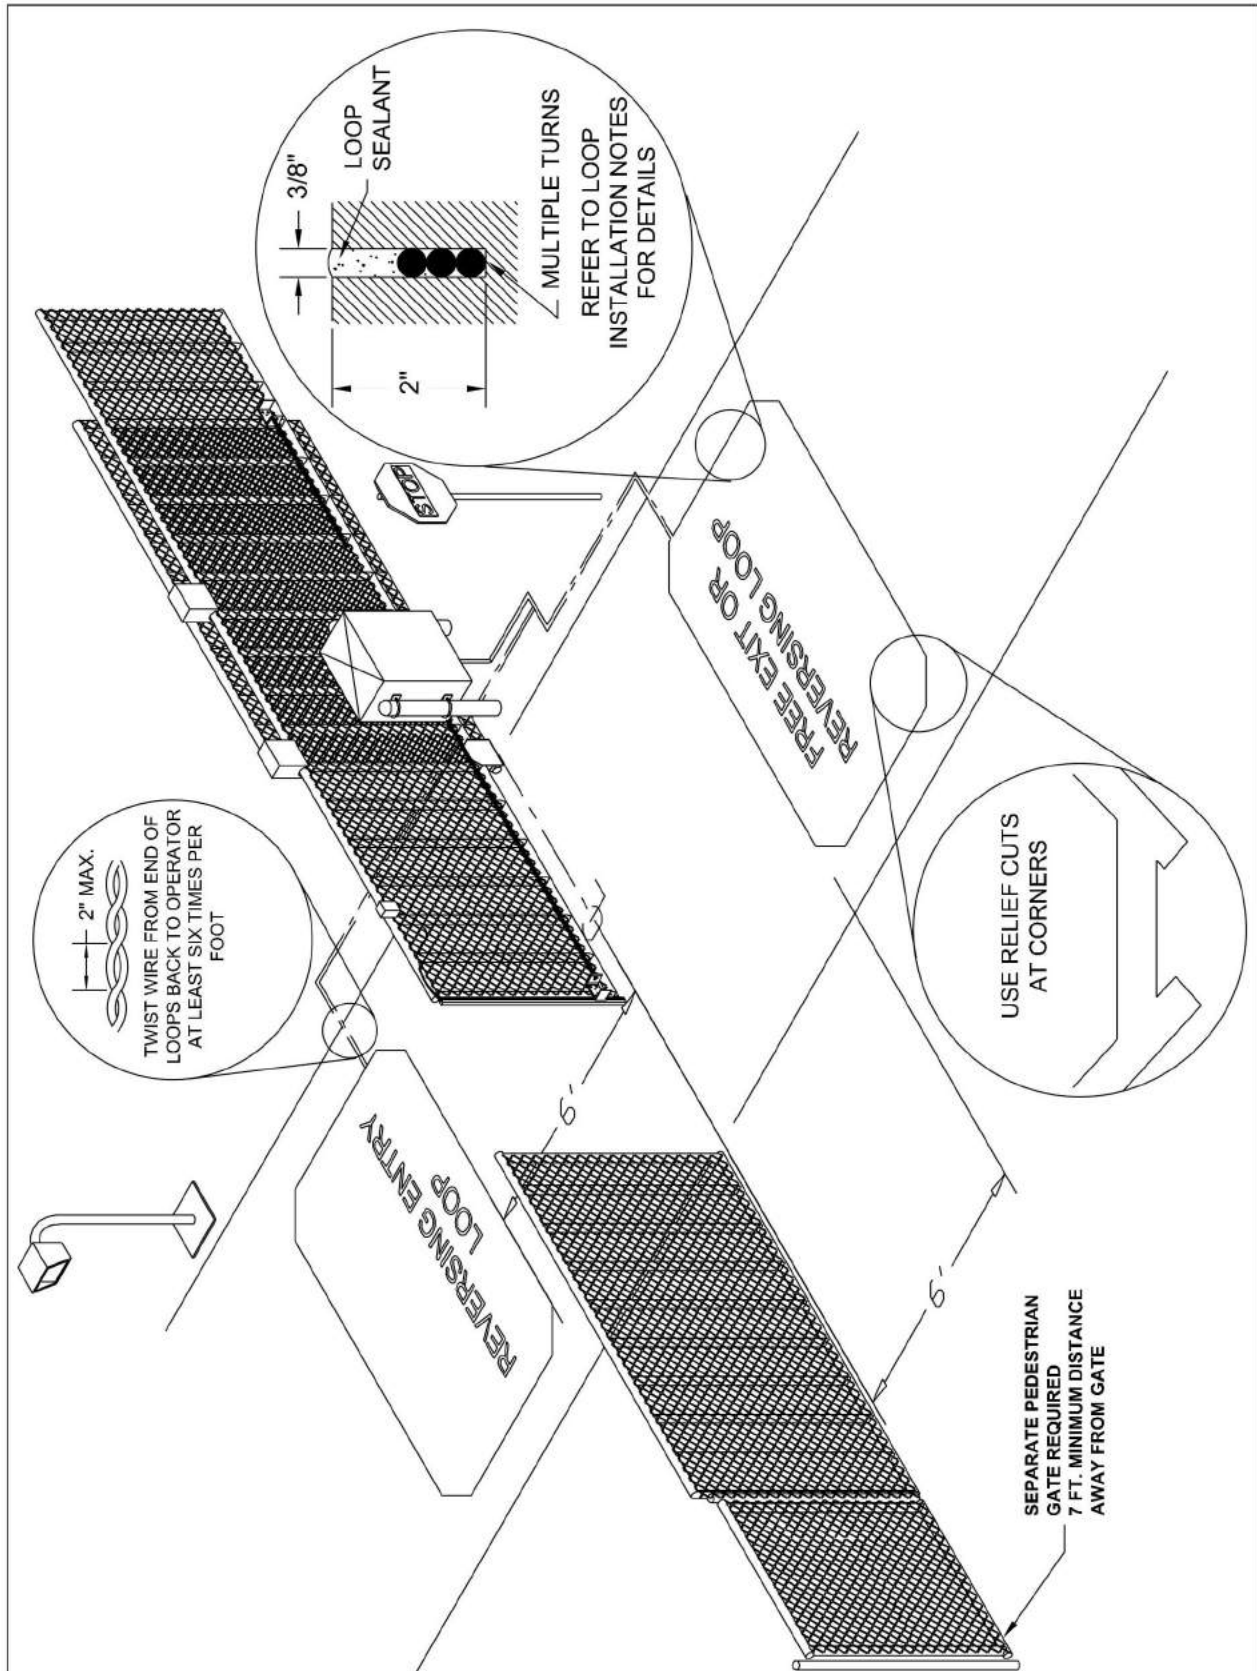 3/8"
LOOP
SEALANT
2"
MULTIPLE TURNS
REFER TO LOOP
INSTALLATION NOTES
FOR DETAILS
STOP
2" MAX.
TWIST WIRE FROM END OF
LOOPS BACK TO OPERATOR
AT LEAST SIX TIMES PER
FOOT
FREE EXIT OR
REVERSING LOOP
REVERSING ENTRY
LOOP
6'
6'
USE RELIEF CUTS
AT CORNERS
SEPARATE PEDESTRIAN
GATE REQUIRED
7 FT. MINIMUM DISTANCE
AWAY FROM GATE